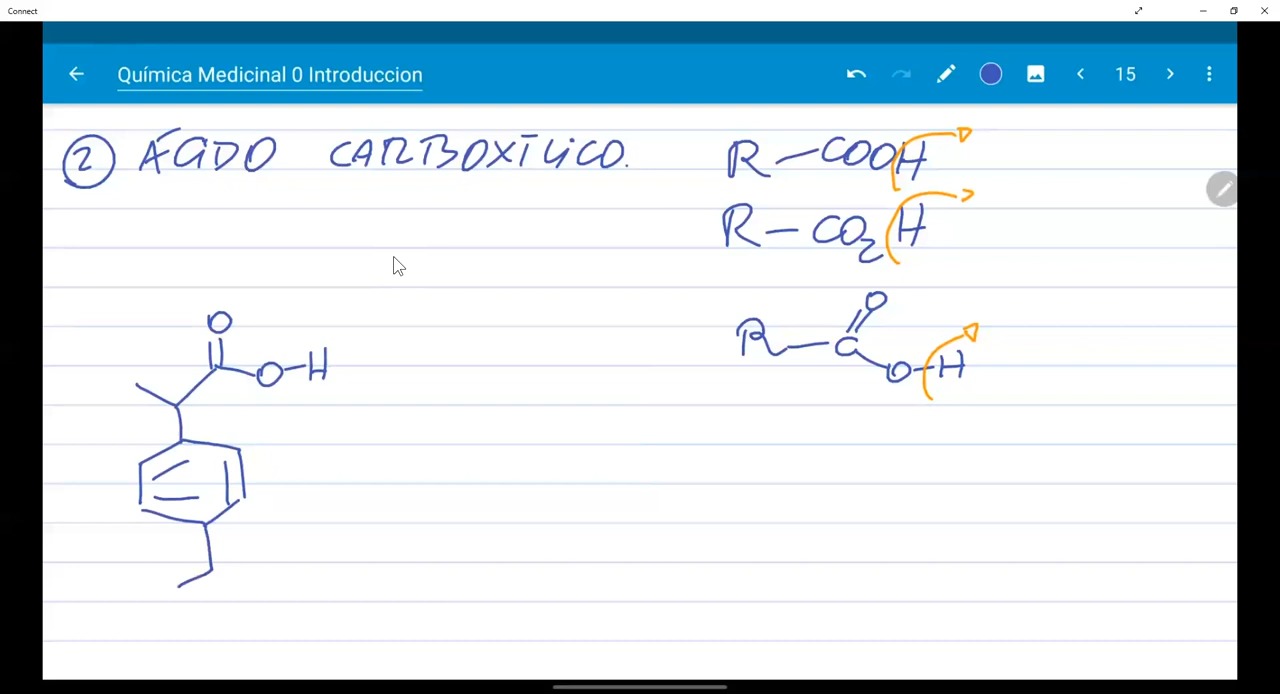 Connect
Química Medicinal 0 Introduccion
15
② ÁCIDO CARBOXÍLICO.
R—COOH
R—CO₂H
O
R—C
O—H
O
O—H